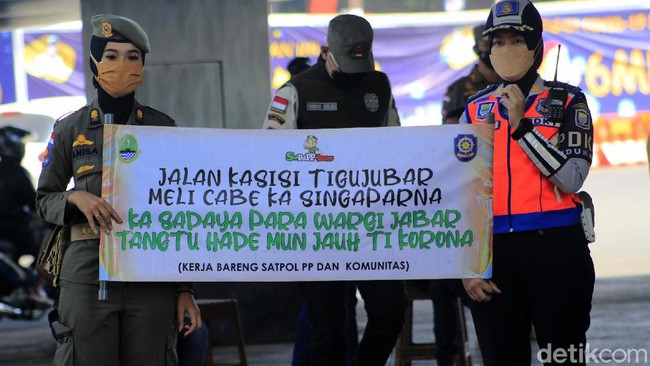 JALAN KASISI TIGUJUBAR
MELI CABE KA SINGAPARNA
KA SADAYA PARA WARGI JABAR
TANGTU HADE MUN JAUH TI KORONA
(KERJA BARENG SATPOL PP DAN KOMUNITAS)
detikcom